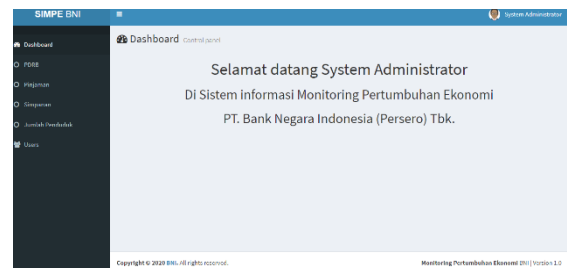 SIMPE BNI
System Administrator
Dashboard
PDRB
Pinjaman
Simpanan
Jumlah Penduduk
Users
Dashboard Control panel
Selamat datang System Administrator
Di Sistem informasi Monitoring Pertumbuhan Ekonomi
PT. Bank Negara Indonesia (Persero) Tbk.
Copyright © 2020 BNI. All rights reserved.
Monitoring Pertumbuhan Ekonomi BNI | Version 1.0